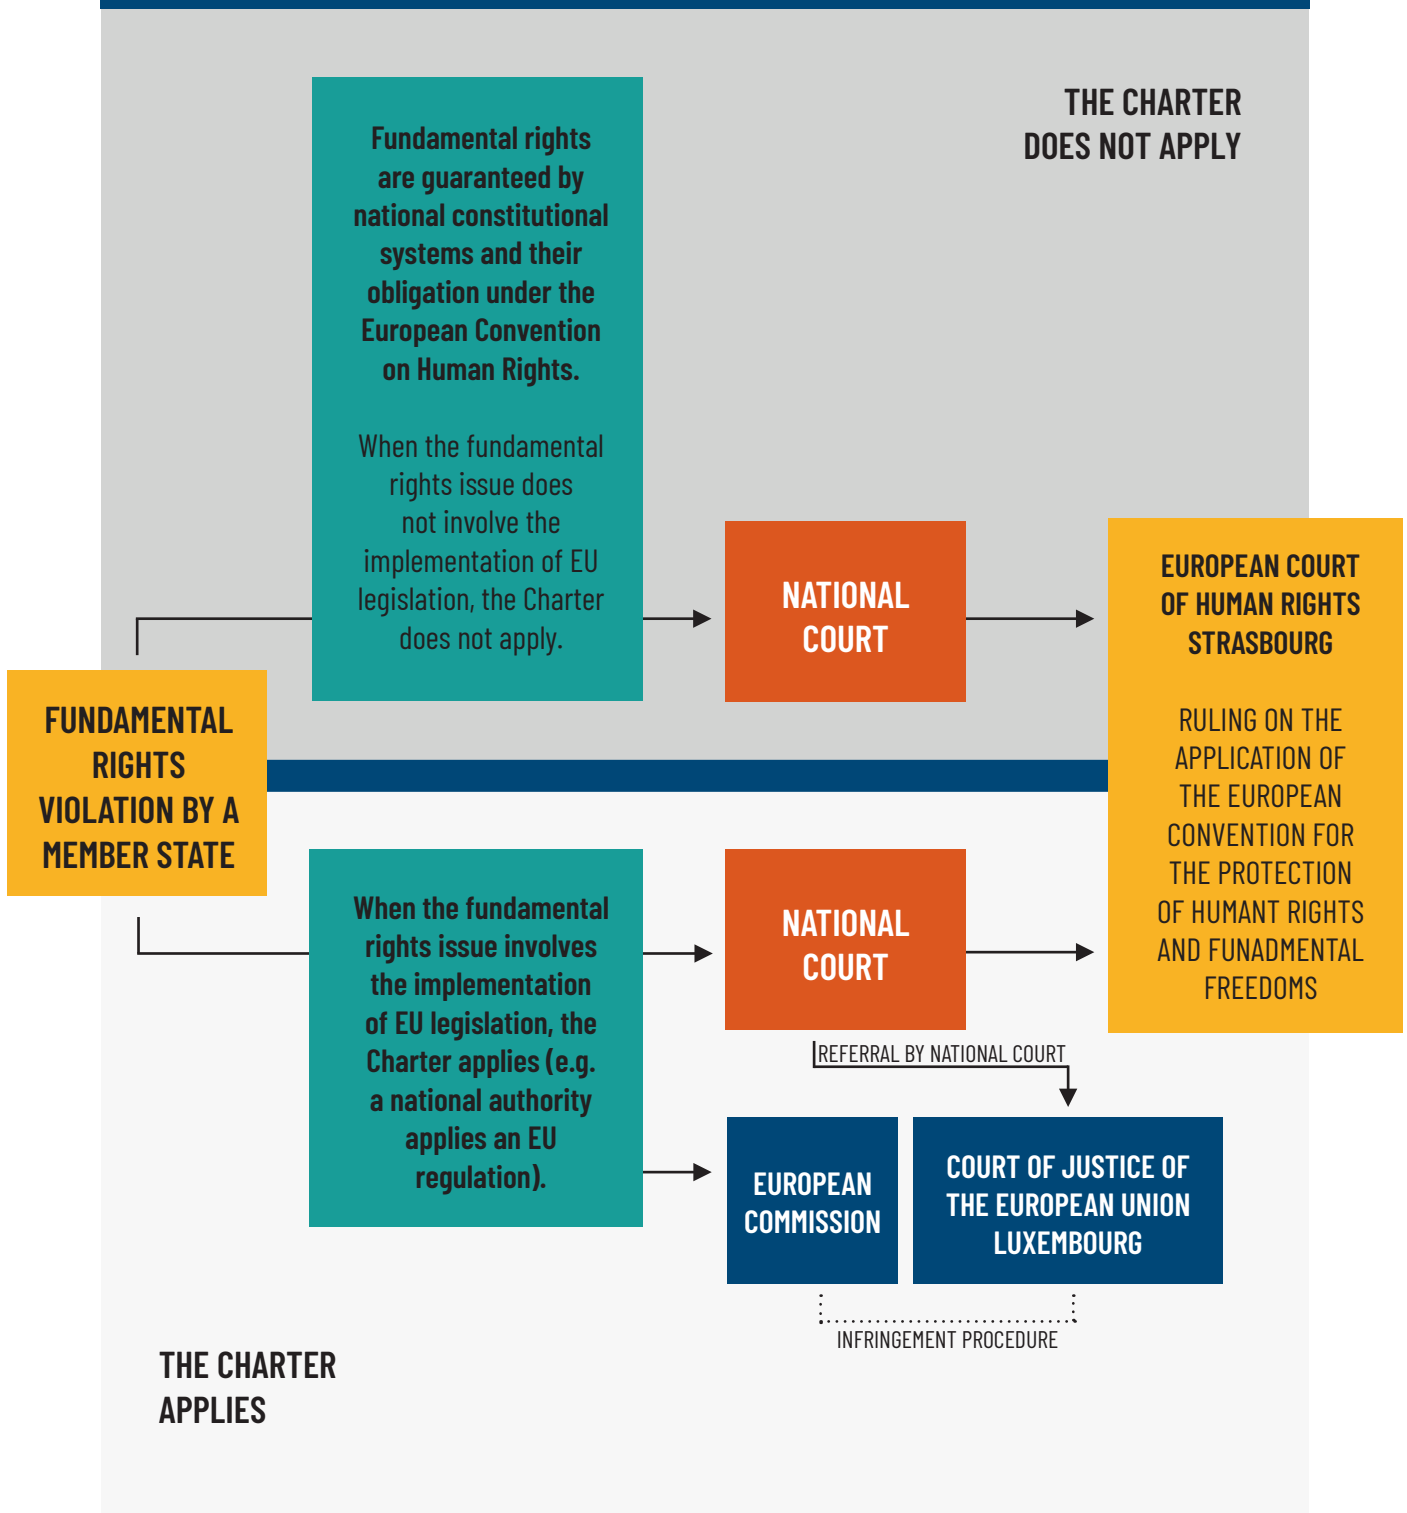 THE CHARTER
DOES NOT APPLY
Fundamental rights
are guaranteed by
national constitutional
systems and their
obligation under the
European Convention
on Human Rights.
When the fundamental
rights issue does
not involve the
implementation of EU
legislation, the Charter
does not apply.
NATIONAL
COURT
EUROPEAN COURT
OF HUMAN RIGHTS
STRASBOURG
RULING ON THE
APPLICATION OF
THE EUROPEAN
CONVENTION FOR
THE PROTECTION
OF HUMANT RIGHTS
AND FUNADMENTAL
FREEDOMS
FUNDAMENTAL
RIGHTS
VIOLATION BY A
MEMBER STATE
When the fundamental
rights issue involves
the implementation
of EU legislation, the
Charter applies (e.g.
a national authority
applies an EU
regulation).
NATIONAL
COURT
REFERRAL BY NATIONAL COURT
EUROPEAN
COMMISSION
COURT OF JUSTICE OF
THE EUROPEAN UNION
LUXEMBOURG
INFRINGEMENT PROCEDURE
THE CHARTER
APPLIES